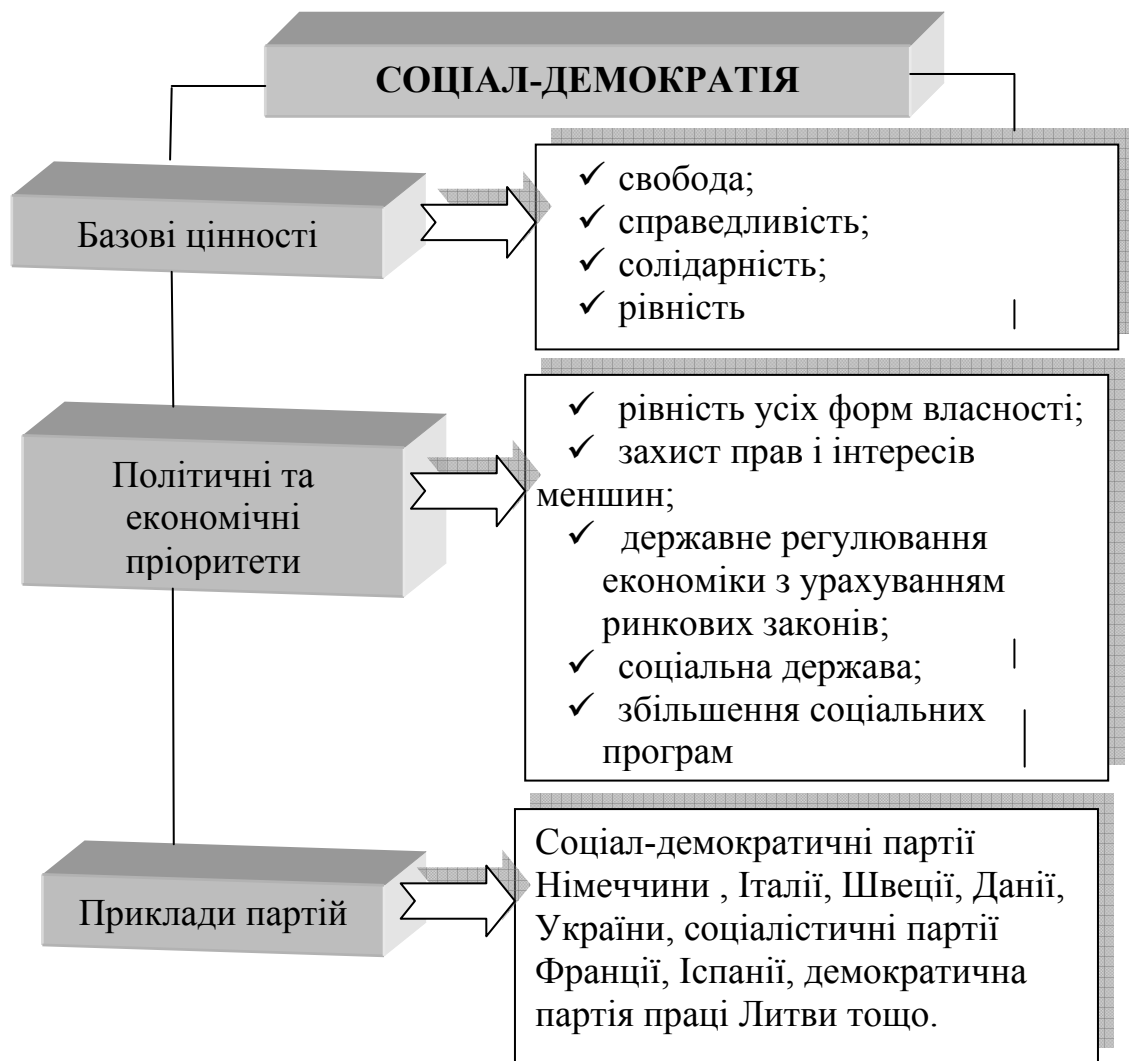 СОЦІАЛ-ДЕМОКРАТІЯ
Базові цінності
✓ свобода;
✓ справедливість;
✓ солідарність;
✓ рівність
Політичні та
економічні
пріоритети
✓ рівність усіх форм власності;
✓ захист прав і інтересів
меншин;
✓ державне регулювання
економіки з урахуванням
ринкових законів;
✓ соціальна держава;
✓ збільшення соціальних
програм
Приклади партій
Соціал-демократичні партії
Німеччини , Італії, Швеції, Данії,
України, соціалістичні партії
Франції, Іспанії, демократична
партія праці Литви тощо.